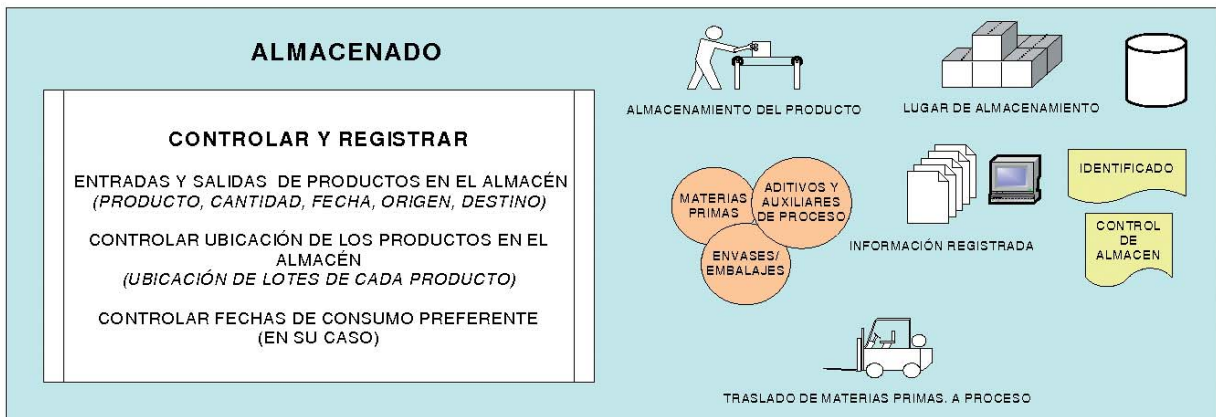 ALMACENADO
CONTROLAR Y REGISTRAR
ENTRADAS Y SALIDAS DE PRODUCTOS EN EL ALMACÉN
(PRODUCTO, CANTIDAD, FECHA, ORIGEN, DESTINO)
CONTROLAR UBICACIÓN DE LOS PRODUCTOS EN EL
ALMACÉN
(UBICACIÓN DE LOTES DE CADA PRODUCTO)
CONTROLAR FECHAS DE CONSUMO PREFERENTE
(EN SU CASO)
ALMACENAMIENTO DEL PRODUCTO
LUGAR DE ALMACENAMIENTO
MATERIAS
PRIMAS
ADITIVOS Y
AUXILIARES
DE PROCESO
ENVASES/
EMBALAJES
INFORMACIÓN REGISTRADA
IDENTIFICADO
CONTROL
DE
ALMACEN
TRASLADO DE MATERIAS PRIMAS. A PROCESO